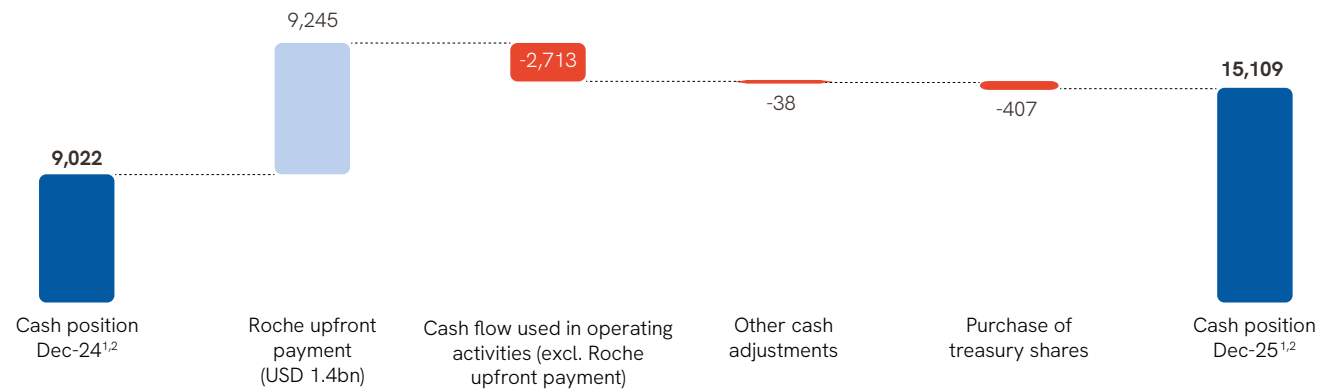 9,245
-2,713
-38
-407
15,109
9,022
Cash position
Dec-24¹,²
Roche upfront
payment
(USD 1.4bn)
Cash flow used in operating
activities (excl. Roche
upfront payment)
Other cash
adjustments
Purchase of
treasury shares
Cash position
Dec-25¹,²